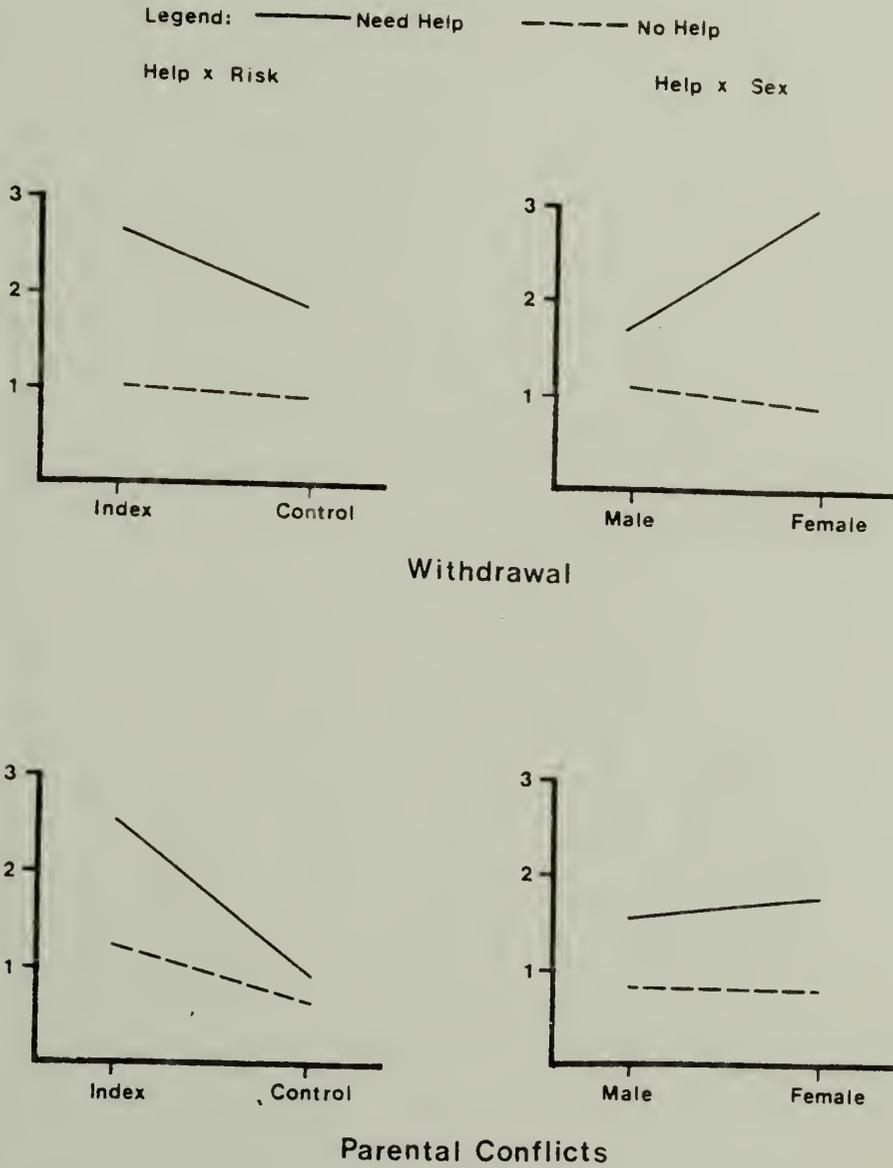 Legend: Need Help No Help
Help x Risk Help x Sex
3 3
2 2
1 1
Index Control Male Female
Withdrawal
3 3
2 2
1 1
Index Control Male Female
Parental Conflicts